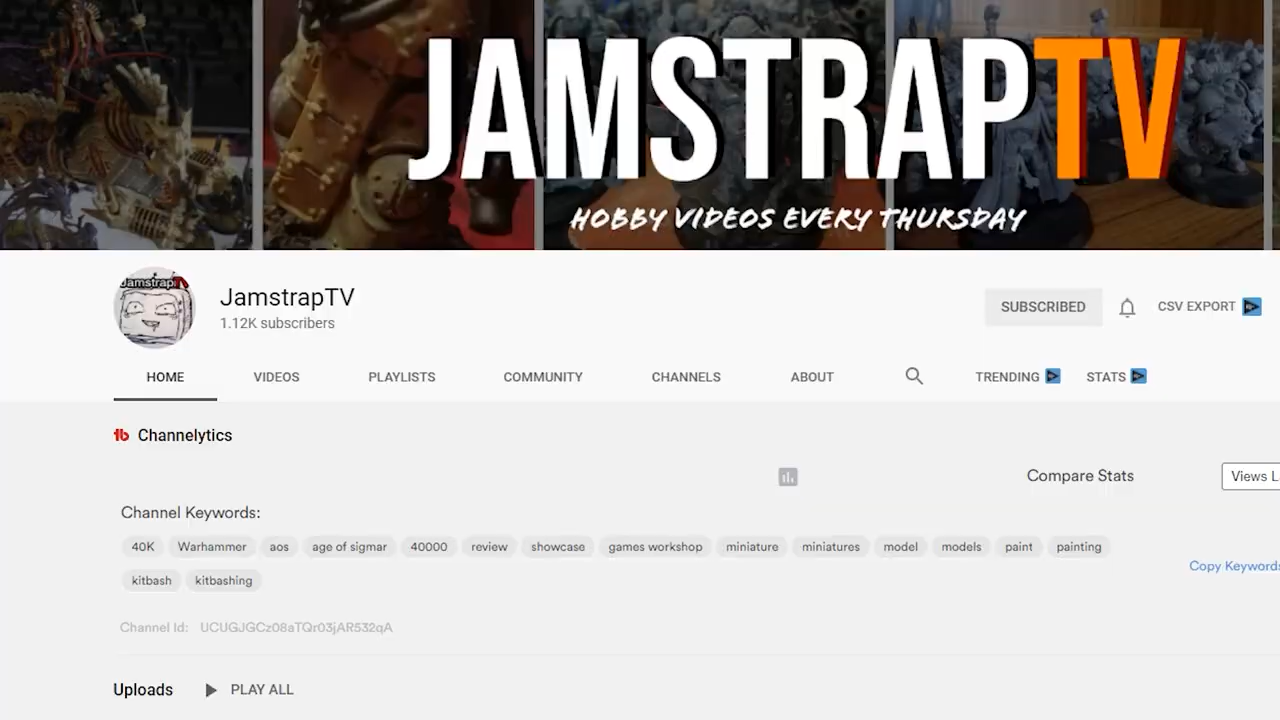 JAMSTRAPTV
HOBBY VIDEOS EVERY THURSDAY
JamstrapTV
JamstrapTV
1.12K subscribers
SUBSCRIBED
CSV EXPORT
HOME VIDEOS PLAYLISTS COMMUNITY CHANNELS ABOUT TRENDING STATS
tb Channelytics
Compare Stats
Views L
Channel Keywords:
40K Warhammer aos age of sigmar 40000 review showcase games workshop miniature miniatures model models paint painting
Copy Keywords
kitbash kitbashing
Channel Id: UCUGJGCz08aTQr03jAR532qA
Uploads PLAY ALL